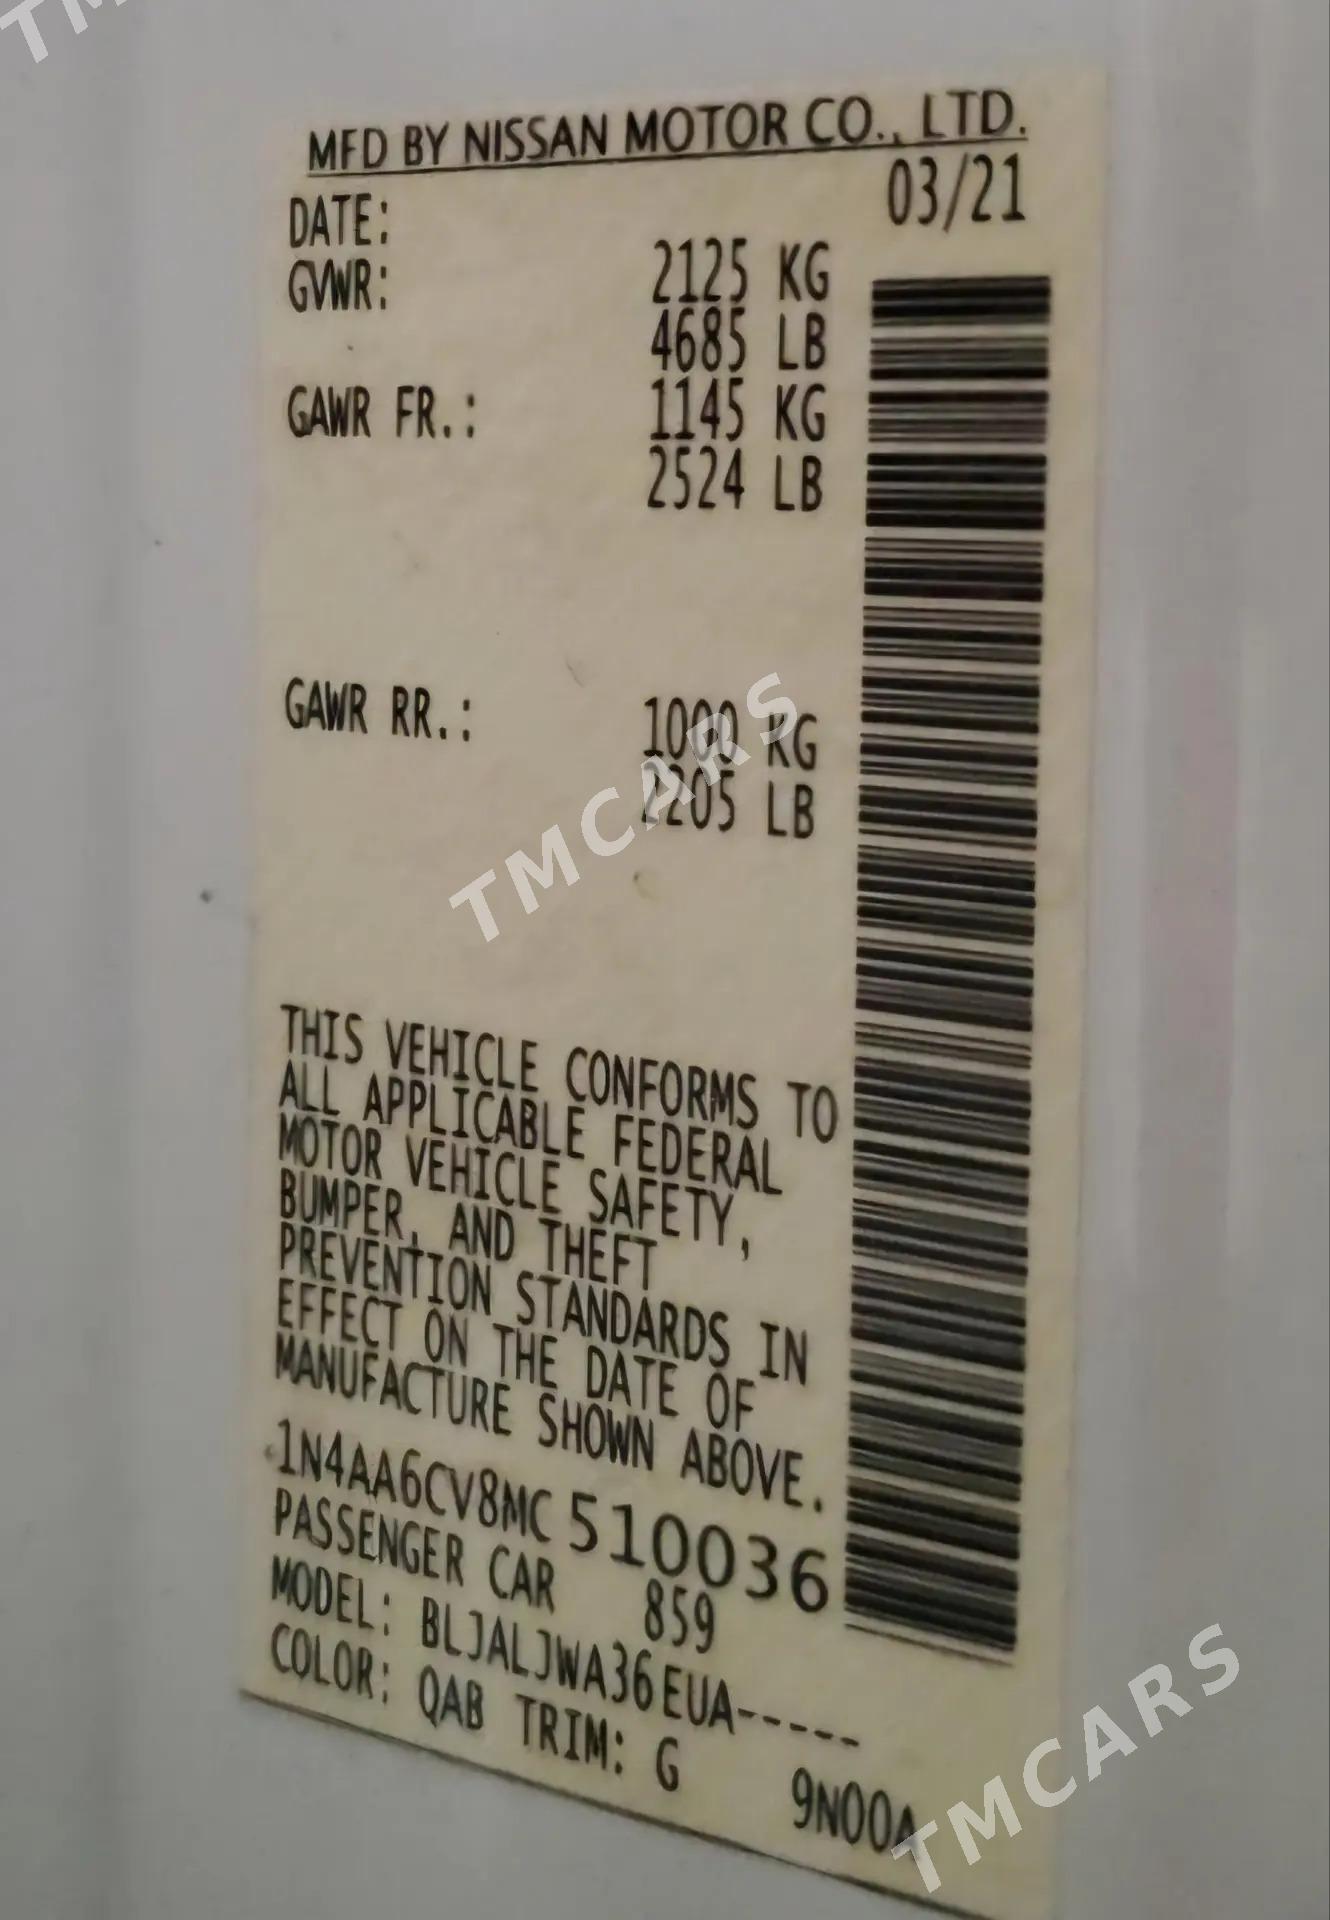 MFD BY NISSAN MOTOR CO., LTD.
DATE: 03/21
GVWR: 2125 KG
4685 LB
GAWR FR.: 1145 KG
2524 LB
GAWR RR.: 1000 KG
2205 LB
THIS VEHICLE CONFORMS TO
ALL APPLICABLE FEDERAL
MOTOR VEHICLE SAFETY,
BUMPER, AND THEFT
PREVENTION STANDARDS IN
EFFECT ON THE DATE OF
MANUFACTURE SHOWN ABOVE.
1N4AA6CV8MC510036
PASSENGER CAR 859
MODEL: BLJALJWA36EUA-----
COLOR: QAB TRIM: G 9N00A
TMCARS
TMCARS